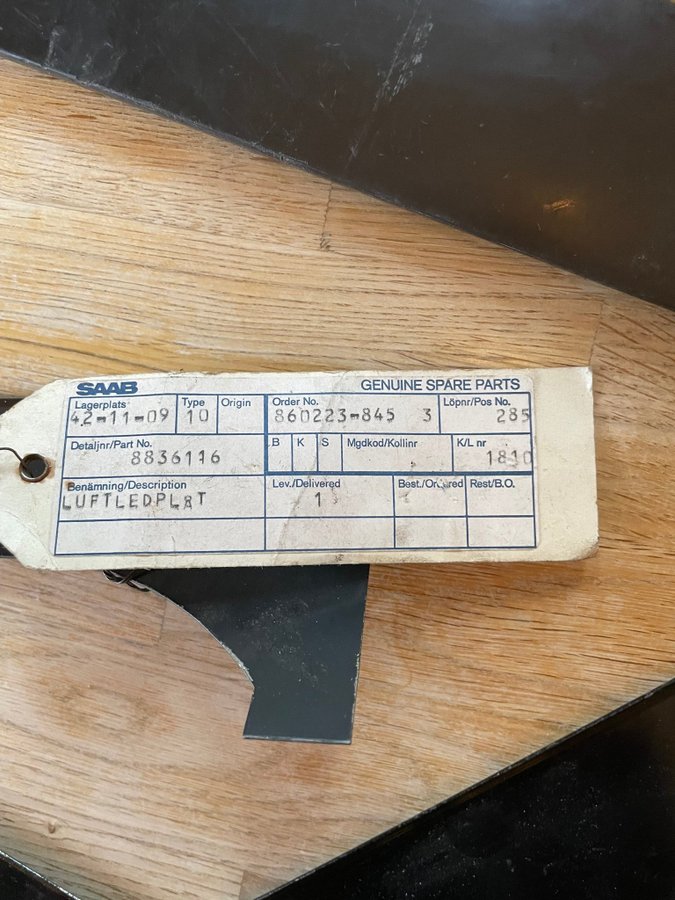 SAAB GENUINE SPARE PARTS
Lagerplats Type Origin Order No. Löpnr/Pos No.
42-11-09 10 860223-845 3 285
Detaljnr/Part No. B K S Mgdkod/Kollinr K/L nr
8836116 1810
Benämning/Description Lev./Delivered Best./Ordered Rest/B.O.
LUFTLEDPLÅT 1